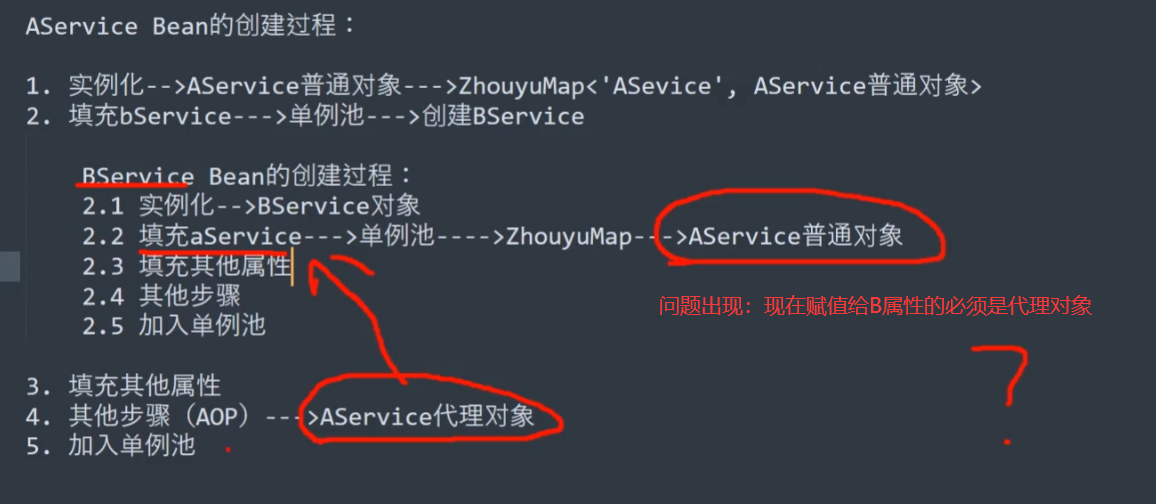 AService Bean的创建过程：
1. 实例化-->AService普通对象--->ZhouyuMap<'ASevice', AService普通对象>
2. 填充bService--->单例池--->创建BService
BService Bean的创建过程：
2.1 实例化-->BService对象
2.2 填充aService--->单例池---->ZhouyuMap--->AService普通对象
2.3 填充其他属性
2.4 其他步骤
2.5 加入单例池
问题出现：现在赋值给B属性的必须是代理对象
?
3. 填充其他属性
4. 其他步骤（AOP）--->AService代理对象
5. 加入单例池